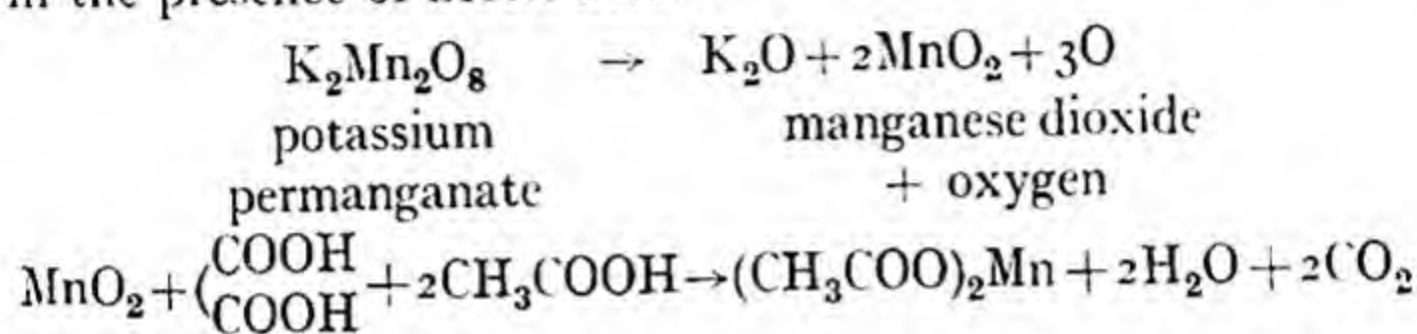 K₂Mn₂O₈ → K₂O + 2MnO₂ + 3O
potassium manganese dioxide
permanganate + oxygen
MnO₂ + (COOH COOH + 2CH₃COOH → (CH₃COO)₂Mn + 2H₂O + 2CO₂